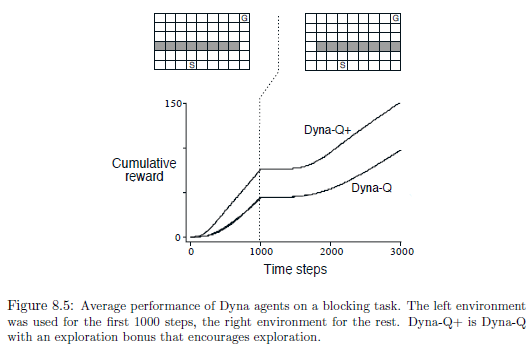 G
G
S
S
150
Dyna-Q+
Cumulative
reward
Dyna-Q
0
0 1000 2000 3000
Time steps
Figure 8.5: Average performance of Dyna agents on a blocking task. The left environment
was used for the first 1000 steps, the right environment for the rest. Dyna-Q+ is Dyna-Q
with an exploration bonus that encourages exploration.